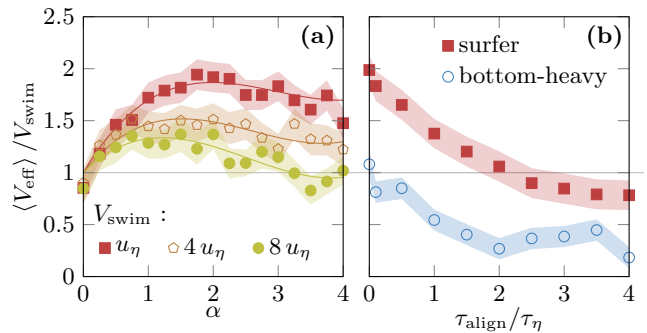 (a)
(b)
⟨V_eff⟩ / V_swim
2.5
2
1.5
1
0.5
0
V_swim :
u_η
4 u_η
8 u_η
0 1 2 3 4
α
surfer
bottom-heavy
0 1 2 3 4
τ_align/τ_η